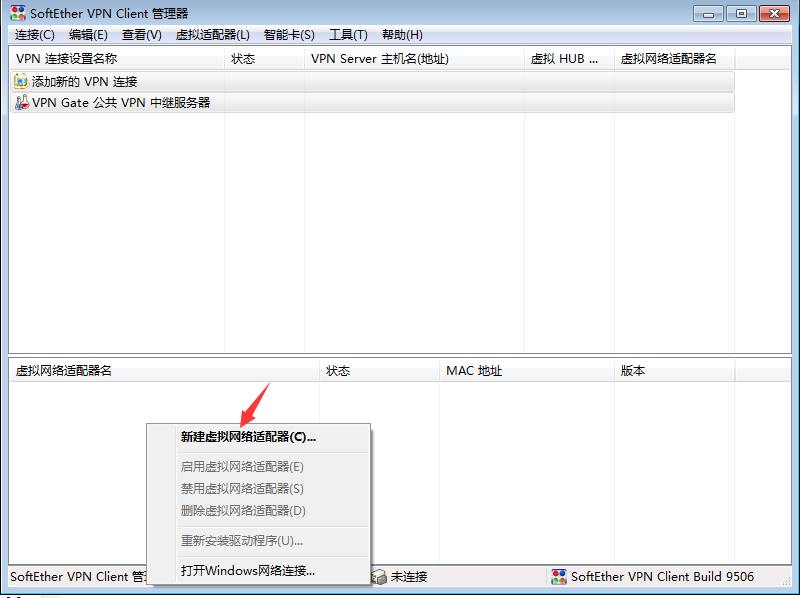 SoftEther VPN Client 管理器
连接(C) 编辑(E) 查看(V) 虚拟适配器(L) 智能卡(S) 工具(T) 帮助(H)
VPN 连接设置名称 状态 VPN Server 主机名(地址) 虚拟 HUB ... 虚拟网络适配器名
添加新的 VPN 连接
VPN Gate 公共 VPN 中继服务器
虚拟网络适配器名 状态 MAC 地址 版本
新建虚拟网络适配器(C)...
启用虚拟网络适配器(E)
禁用虚拟网络适配器(S)
删除虚拟网络适配器(D)
重新安装驱动程序(U)...
打开Windows网络连接...
SoftEther VPN Client 管 未连接 SoftEther VPN Client Build 9506